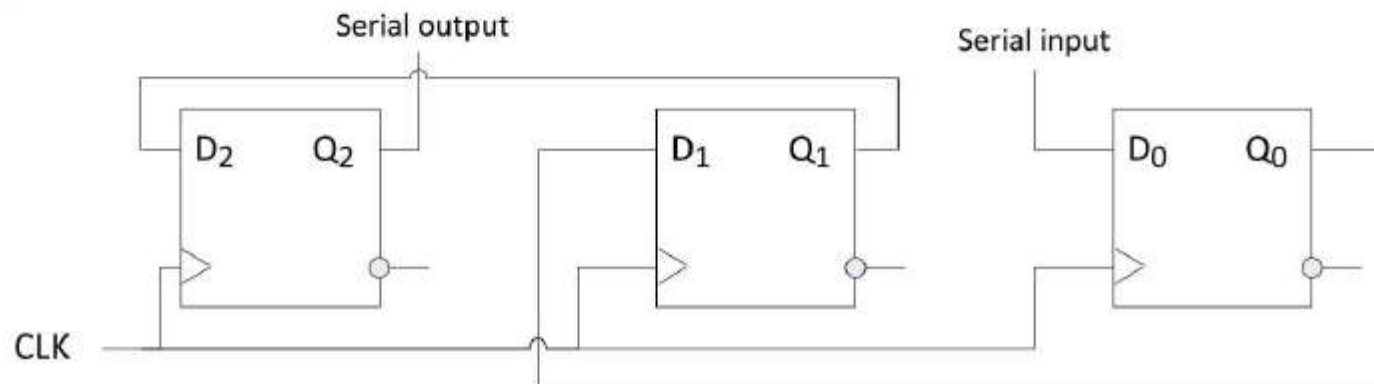 Serial output
Serial input
D₂ Q₂ D₁ Q₁ D₀ Q₀
CLK